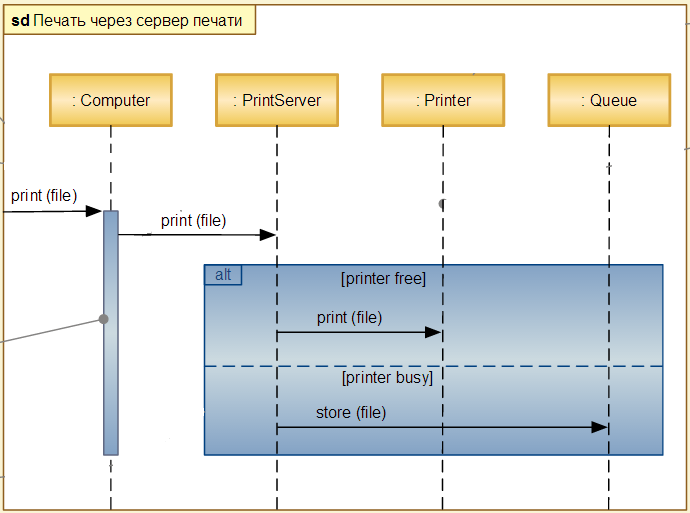 sd Печать через сервер печати
: Computer
: PrintServer
: Printer
: Queue
print (file)
print (file)
alt
[printer free]
print (file)
[printer busy]
store (file)